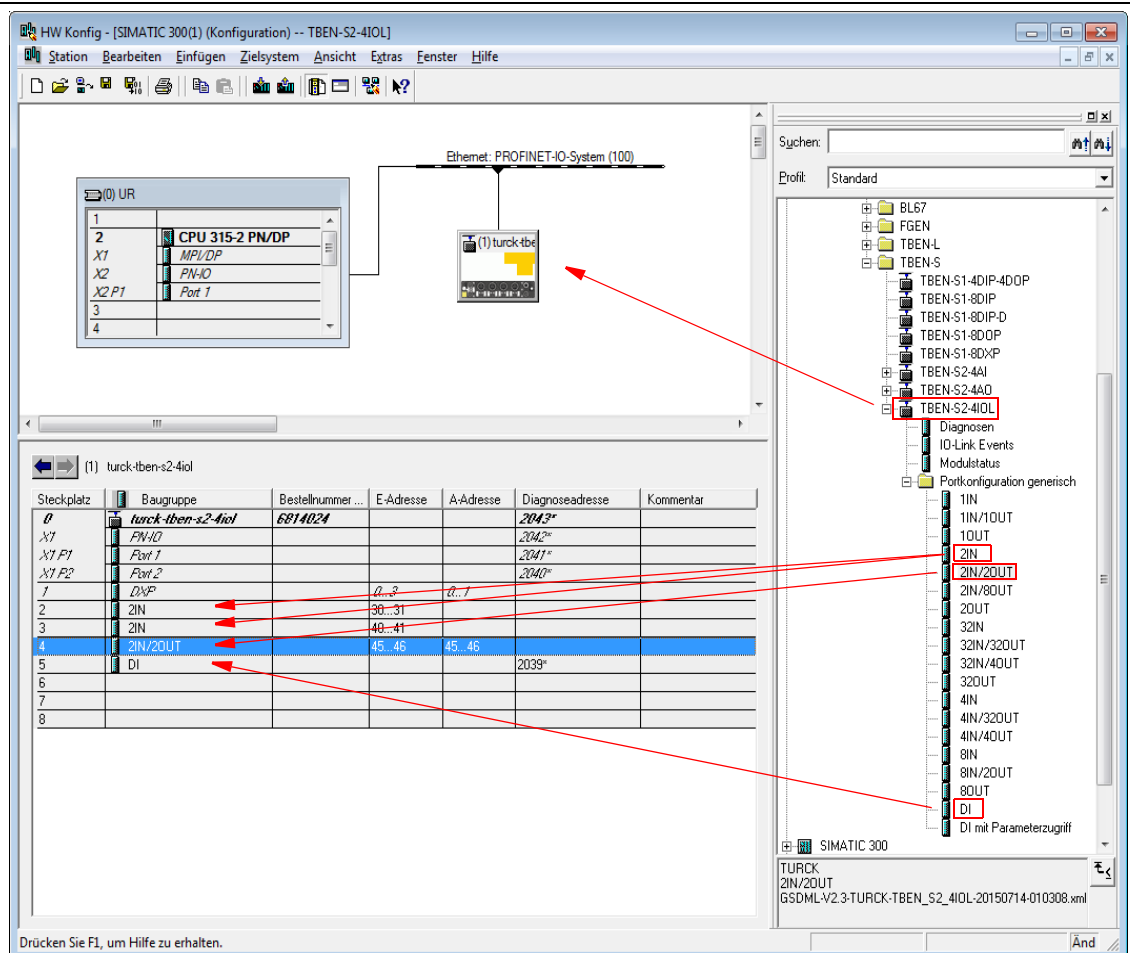 HW Konfig - [SIMATIC 300(1) (Konfiguration) -- TBEN-S2-4IOL]
Station Bearbeiten Einfügen Zielsystem Ansicht Extras Fenster Hilfe
Ethernet: PROFINET-IO-System (100)
(0) UR
1
2 CPU 315-2 PN/DP
X1 MPI/DP
X2 PN-IO
X2 P1 Port 1
3
4
(1) turck-tbe
(1) turck-tben-s2-4iol
Steckplatz Baugruppe Bestellnummer ... E-Adresse A-Adresse Diagnoseadresse Kommentar
0 turck-tben-s2-4iol 6814024 2043*
X1 PN-IO 2042*
X1 P1 Port 1 2041*
X1 P2 Port 2 2040*
1 DXP 0...3 0...1
2 2IN 30...31
3 2IN 40...41
4 2IN/2OUT 45...46 45...46
5 DI 2039*
6
7
8
Suchen:
Profil: Standard
BL67
FGEN
TBEN-L
TBEN-S
TBEN-S1-4DIP-4DOP
TBEN-S1-8DIP
TBEN-S1-8DIP-D
TBEN-S1-8DOP
TBEN-S1-8DXP
TBEN-S2-4AI
TBEN-S2-4AO
TBEN-S2-4IOL
Diagnosen
IO-Link Events
Modulstatus
Portkonfiguration generisch
1IN
1IN/1OUT
1OUT
2IN
2IN/2OUT
2IN/8OUT
2OUT
32IN
32IN/32OUT
32IN/4OUT
32OUT
4IN
4IN/32OUT
4IN/4OUT
8IN
8IN/2OUT
8OUT
DI
DI mit Parameterzugriff
SIMATIC 300
TURCK
2IN/2OUT
GSDML-V2.3-TURCK-TBEN_S2_4IOL-20150714-010308.xml
Drücken Sie F1, um Hilfe zu erhalten.
Änd